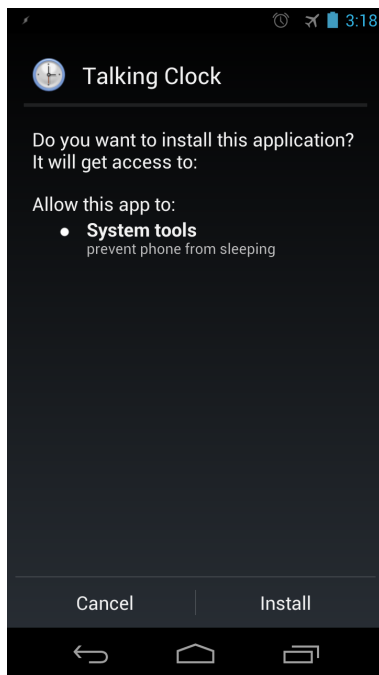 3:18
Talking Clock
Do you want to install this application?
It will get access to:
Allow this app to:
System tools
prevent phone from sleeping
Cancel
Install